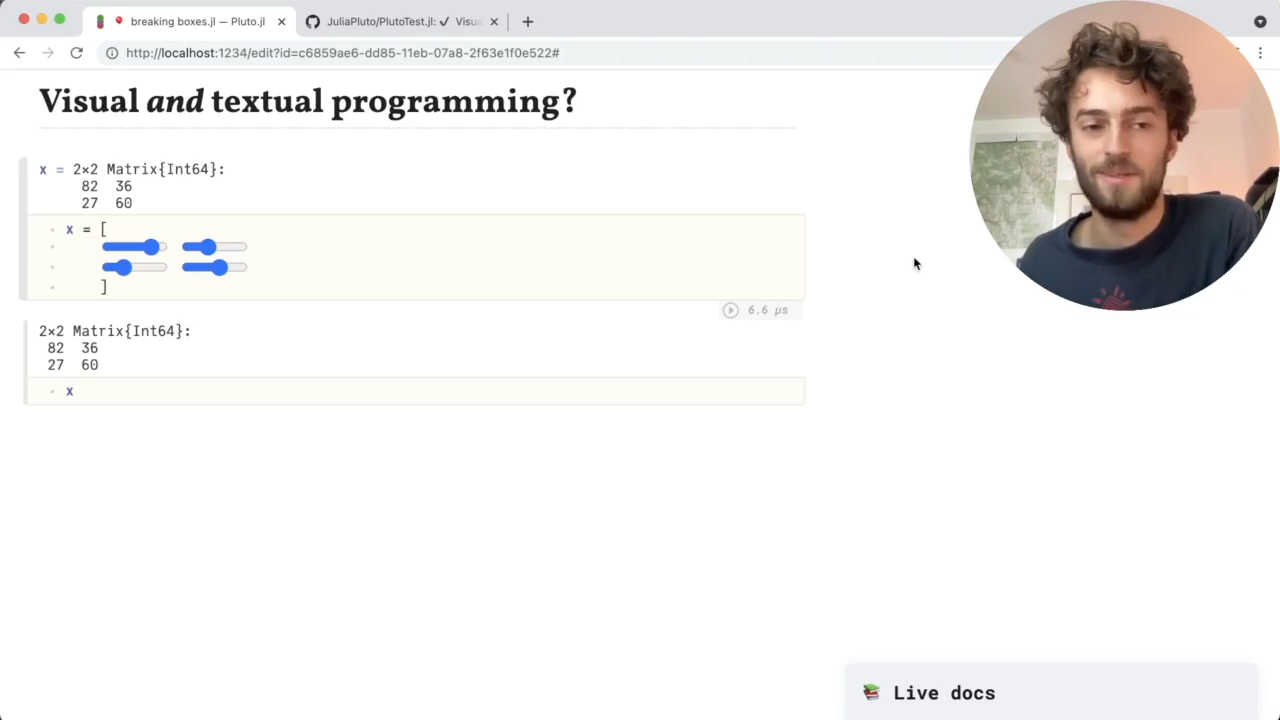 breaking boxes.jl — Pluto.jl
JuliaPluto/PlutoTest.jl: ✔ Visua
http://localhost:1234/edit?id=c6859ae6-dd85-11eb-07a8-2f63e1f0e522#
Visual and textual programming?
x = 2×2 Matrix{Int64}:
82 36
27 60
x = [
]
6.6 μs
2×2 Matrix{Int64}:
82 36
27 60
x
Live docs